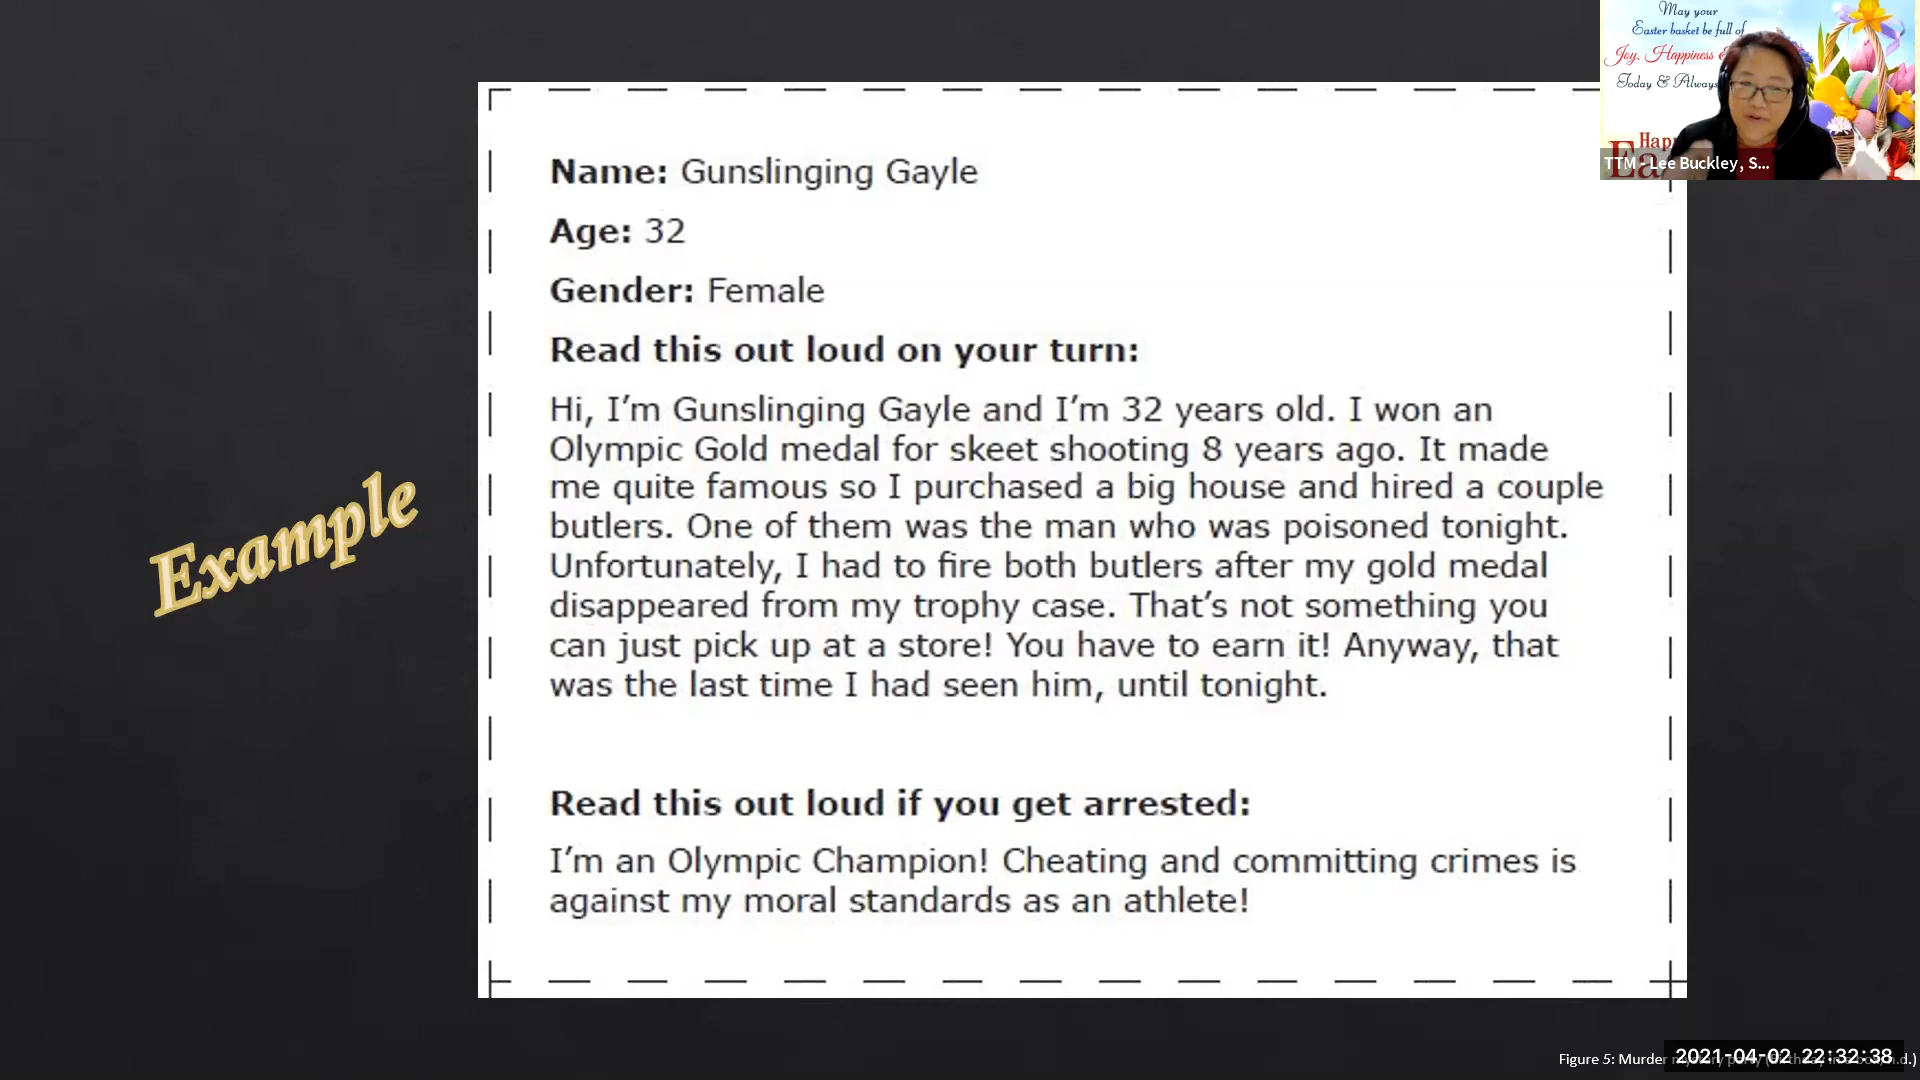 May your
Easter basket be full of
Joy, Happiness &
Today & Always
TTM - Lee Buckley, S...
Name: Gunslinging Gayle
Age: 32
Gender: Female
Read this out loud on your turn:
Hi, I’m Gunslinging Gayle and I’m 32 years old. I won an
Olympic Gold medal for skeet shooting 8 years ago. It made
me quite famous so I purchased a big house and hired a couple
butlers. One of them was the man who was poisoned tonight.
Unfortunately, I had to fire both butlers after my gold medal
disappeared from my trophy case. That’s not something you
can just pick up at a store! You have to earn it! Anyway, that
was the last time I had seen him, until tonight.
Example
Read this out loud if you get arrested:
I’m an Olympic Champion! Cheating and committing crimes is
against my moral standards as an athlete!
Figure 5: Murder
2021-04-02 22:32:38